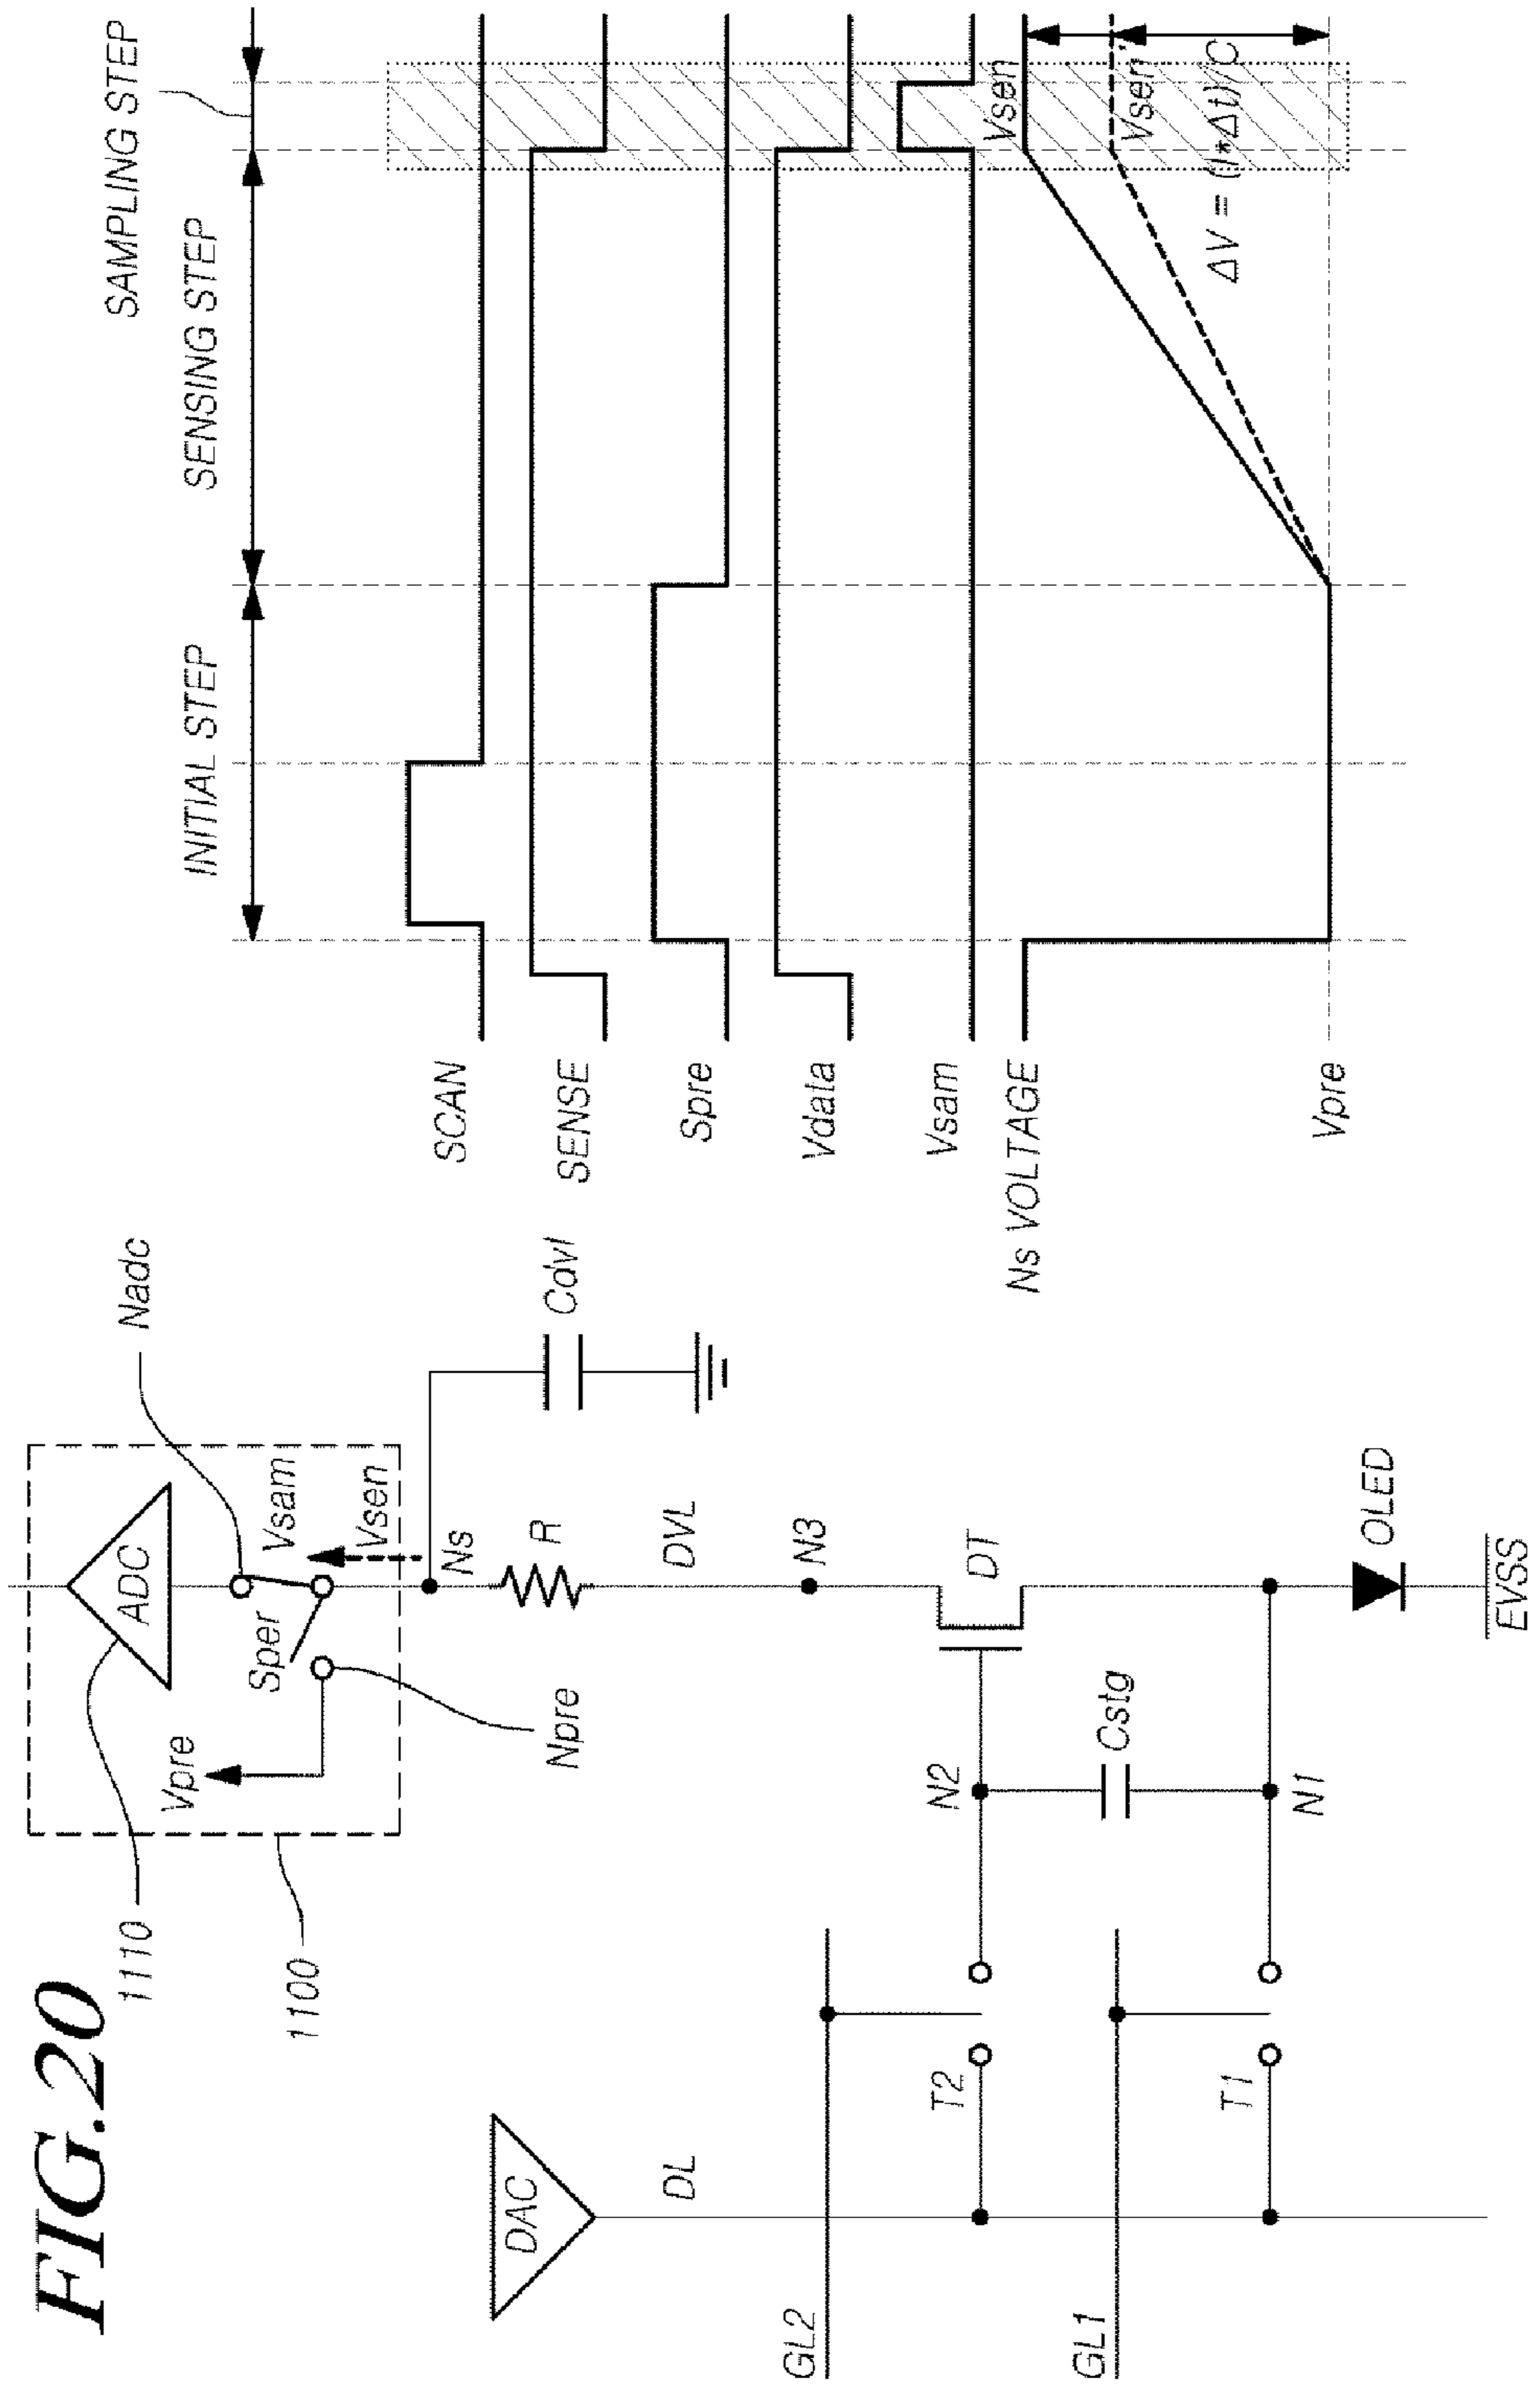 FIG.20
1110
1100
Vpre
ADC
Sper
Vsam
Vsen
Nadc
Npre
Ns
Cdvl
R
DVL
N3
DAC
DL
GL2
T2
N2
DT
Cstg
GL1
T1
N1
OLED
EVSS
INITIAL STEP
SENSING STEP
SAMPLING STEP
SCAN
SENSE
Spre
Vdata
Vsam
Ns VOLTAGE
Vpre
Vsen
Vsen'
ΔV = (I*Δt)/C